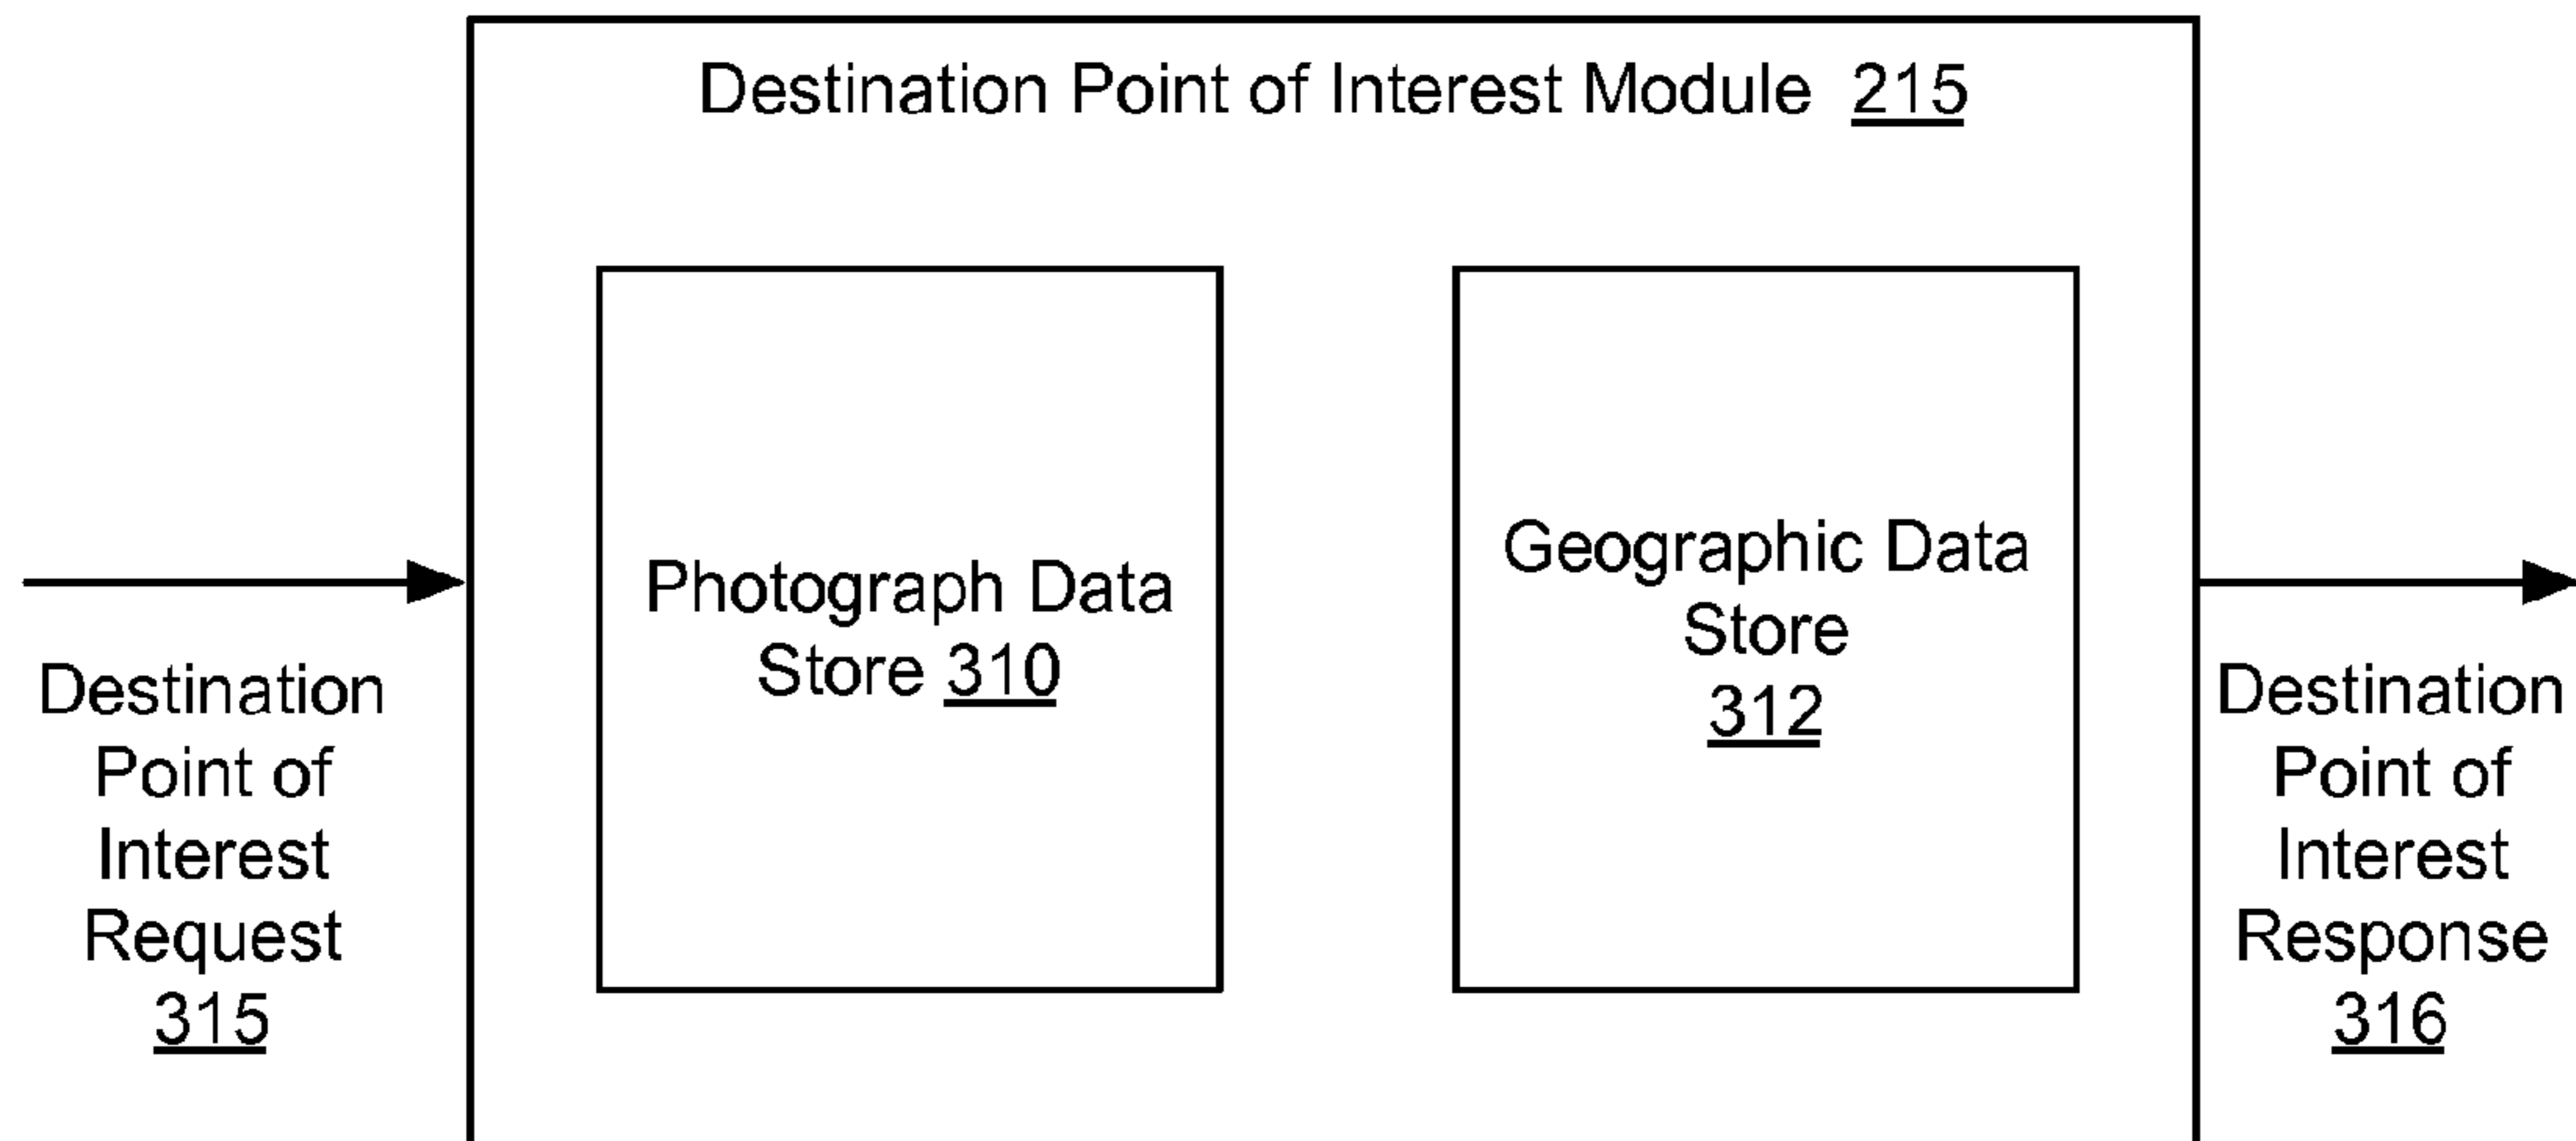 Destination Point of Interest Module 215
Photograph Data
Store 310
Geographic Data
Store
312
Destination
Point of
Interest
Request
315
Destination
Point of
Interest
Response
316